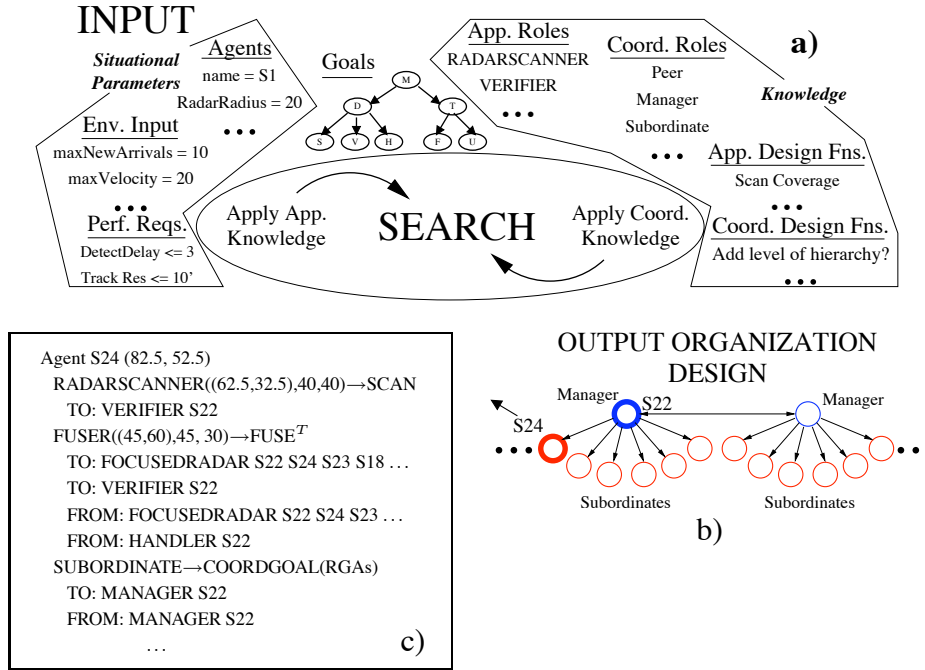 INPUT
Situational
Parameters
Agents
name = S1
RadarRadius = 20
•••
Env. Input
maxNewArrivals = 10
maxVelocity = 20
•••
Perf. Reqs.
DetectDelay <= 3
Track Res <= 10'
Goals
M
D
T
S
V
H
F
U
App. Roles
RADARSCANNER
VERIFIER
•••
Coord. Roles
Peer
Manager
Subordinate
•••
a)
Knowledge
App. Design Fns.
Scan Coverage
•••
Coord. Design Fns.
Add level of hierarchy?
•••
Apply App.
Knowledge
SEARCH
Apply Coord.
Knowledge
Agent S24 (82.5, 52.5)
RADARSCANNER((62.5,32.5),40,40)→SCAN
TO: VERIFIER S22
FUSER((45,60),45, 30)→FUSE^T
TO: FOCUSEDRADAR S22 S24 S23 S18 ...
TO: VERIFIER S22
FROM: FOCUSEDRADAR S22 S24 S23 ...
FROM: HANDLER S22
SUBORDINATE→COORDGOAL(RGAs)
TO: MANAGER S22
FROM: MANAGER S22
...
c)
OUTPUT ORGANIZATION
DESIGN
Manager
S22
Manager
S24
•••
•••
Subordinates
Subordinates
b)